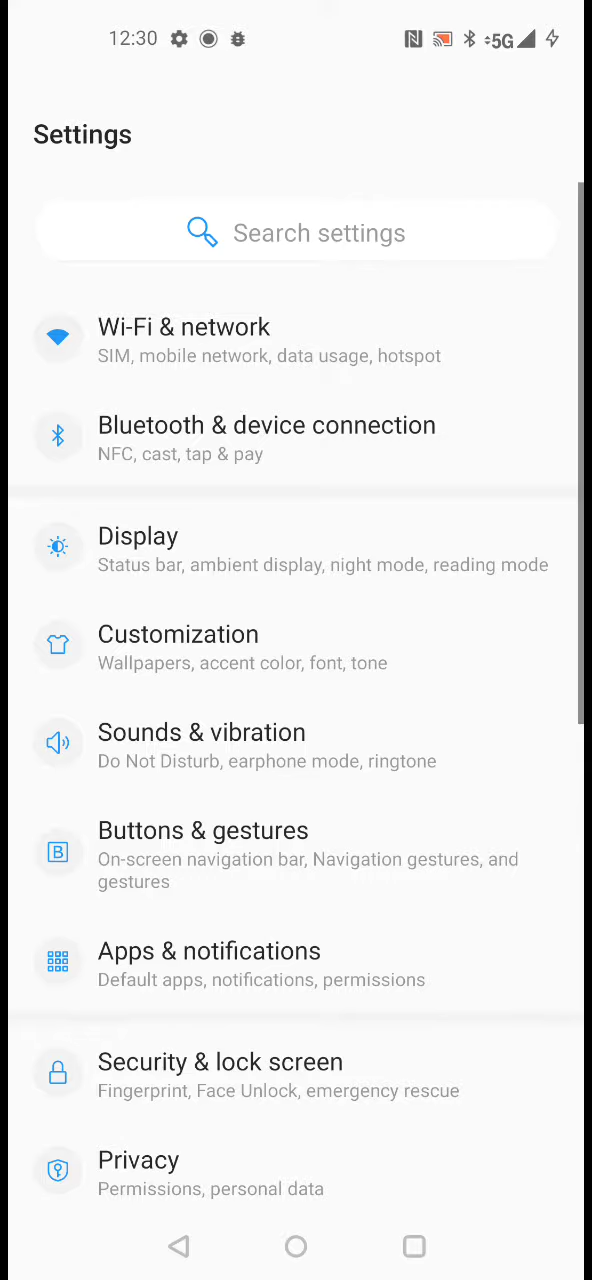 12:30 5G
Settings
Search settings
Wi-Fi & network
SIM, mobile network, data usage, hotspot
Bluetooth & device connection
NFC, cast, tap & pay
Display
Status bar, ambient display, night mode, reading mode
Customization
Wallpapers, accent color, font, tone
Sounds & vibration
Do Not Disturb, earphone mode, ringtone
B
Buttons & gestures
On-screen navigation bar, Navigation gestures, and
gestures
Apps & notifications
Default apps, notifications, permissions
Security & lock screen
Fingerprint, Face Unlock, emergency rescue
Privacy
Permissions, personal data